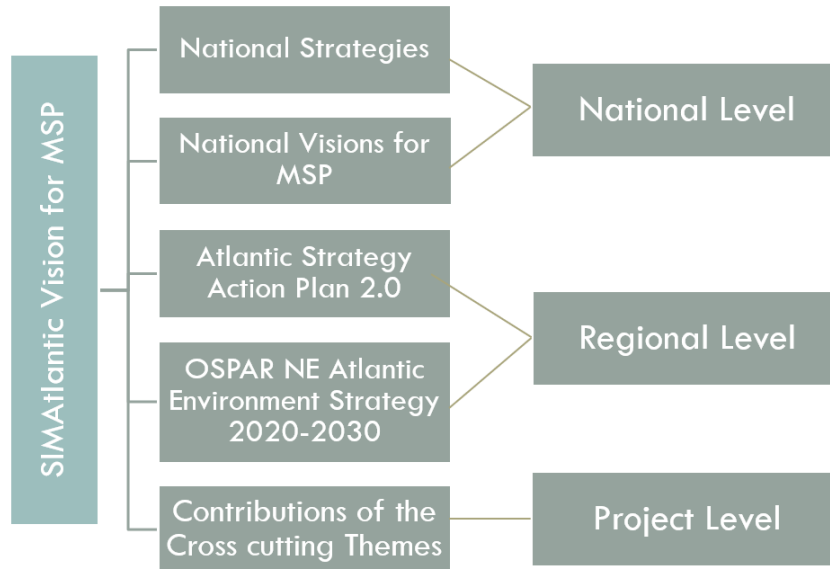 SIMAtlantic Vision for MSP
National Strategies
National Visions for
MSP
Atlantic Strategy
Action Plan 2.0
OSPAR NE Atlantic
Environment Strategy
2020-2030
Contributions of the
Cross cutting Themes
National Level
Regional Level
Project Level